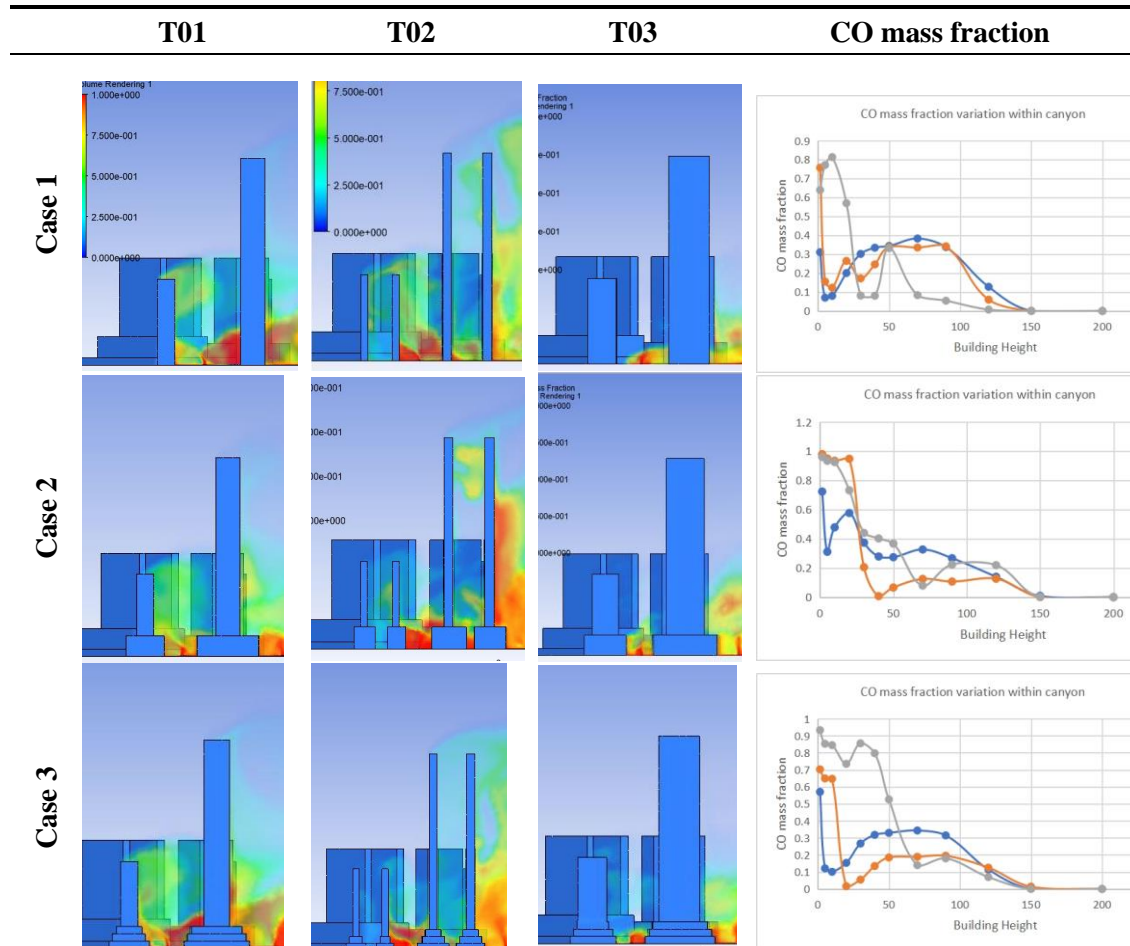 T01 T02 T03 CO mass fraction
Case 1
lume Rendering 1
1.000e+000
7.500e-001
5.000e-001
2.500e-001
0.000e+000
7.500e-001
5.000e-001
2.500e-001
0.000e+000
Fraction
endering 1
e+000
e-001
e-001
e-001
e+000
CO mass fraction variation within canyon
CO mass fraction
0.9
0.8
0.7
0.6
0.5
0.4
0.3
0.2
0.1
0
0 50 100 150 200
Building Height
Case 2
0e-001
0e-001
0e-001
0e+000
ss Fraction
Rendering 1
00e+000
00e-001
00e-001
00e-001
00e+000
CO mass fraction variation within canyon
CO mass fraction
1.2
1
0.8
0.6
0.4
0.2
0
0 50 100 150 200
Building Height
Case 3
CO mass fraction variation within canyon
CO mass fraction
1
0.9
0.8
0.7
0.6
0.5
0.4
0.3
0.2
0.1
0
0 50 100 150 200
Building Height